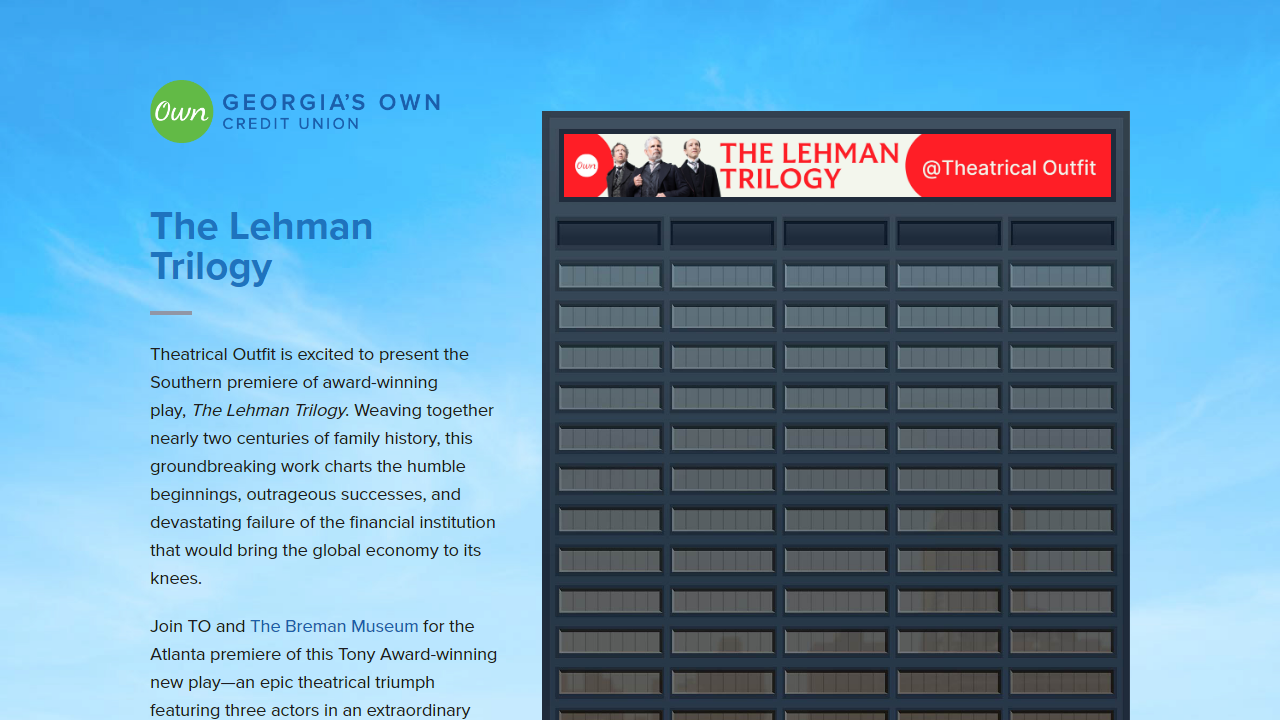 Own
GEORGIA'S OWN
CREDIT UNION
Own
THE LEHMAN
TRILOGY
@Theatrical Outfit
The Lehman
Trilogy
Theatrical Outfit is excited to present the
Southern premiere of award-winning
play, The Lehman Trilogy. Weaving together
nearly two centuries of family history, this
groundbreaking work charts the humble
beginnings, outrageous successes, and
devastating failure of the financial institution
that would bring the global economy to its
knees.
Join TO and The Breman Museum for the
Atlanta premiere of this Tony Award-winning
new play—an epic theatrical triumph
featuring three actors in an extraordinary